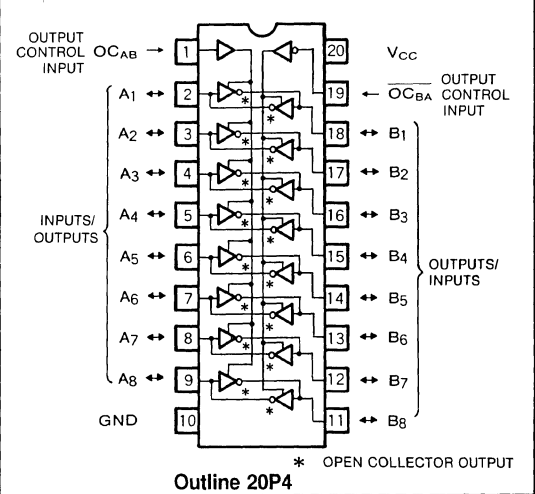 OUTPUT CONTROL INPUT OCAB → 1
20 VCC
A1 ↔ 2
19 ← OCBA OUTPUT CONTROL INPUT
A2 ↔ 3
18 ↔ B1
A3 ↔ 4
17 ↔ B2
A4 ↔ 5
16 ↔ B3
INPUTS/
OUTPUTS
A5 ↔ 6
15 ↔ B4
OUTPUTS/
INPUTS
A6 ↔ 7
14 ↔ B5
A7 ↔ 8
13 ↔ B6
A8 ↔ 9
12 ↔ B7
GND 10
11 ↔ B8
* OPEN COLLECTOR OUTPUT
Outline 20P4